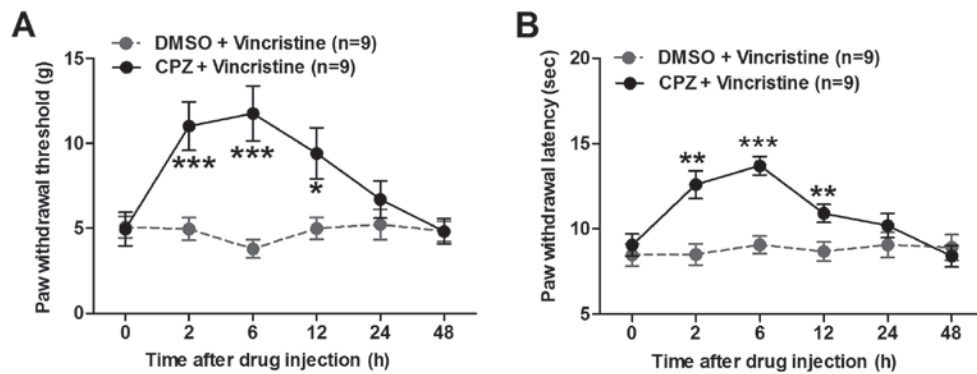 A
DMSO + Vincristine (n=9)
CPZ + Vincristine (n=9)
Paw withdrawal threshold (g)
15
10
5
0
***
***
*
0 2 6 12 24 48
Time after drug injection (h)
B
DMSO + Vincristine (n=9)
CPZ + Vincristine (n=9)
Paw withdrawal latency (sec)
20
15
10
5
**
***
**
0 2 6 12 24 48
Time after drug injection (h)